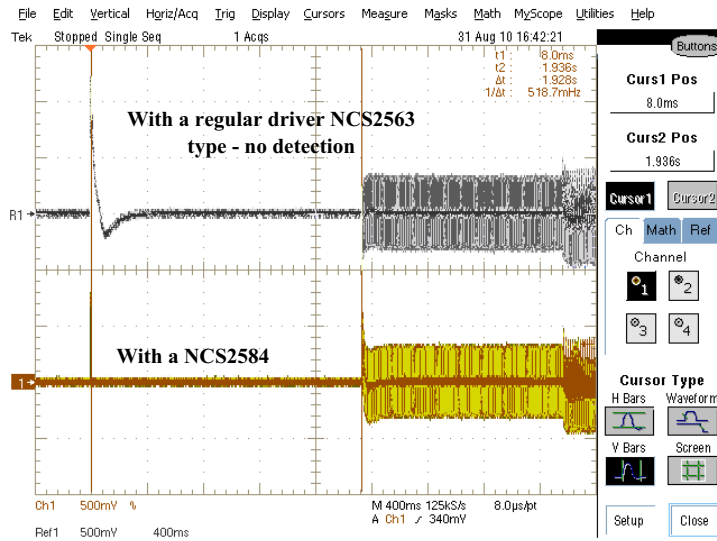 File Edit Vertical Horiz/Acq Trig Display Cursors Measure Masks Math MyScope Utilities Help
Tek Stopped Single Seq 1 Acqs 31 Aug 10 16:42:21
Buttons
t1 : 8.0ms
t2 : 1.936s
Δt : 1.928s
1/Δt : 518.7mHz
Curs1 Pos
8.0ms
Curs2 Pos
1.936s
With a regular driver NCS2563
type - no detection
Cursor1 Cursor2
R1
Ch Math Ref
Channel
1 2
3 4
With a NCS2584
1
Cursor Type
H Bars Waveform
V Bars Screen
Ch1 500mV M 400ms 125kS/s 8.0µs/pt
A Ch1 340mV
Ref1 500mV 400ms
Setup Close